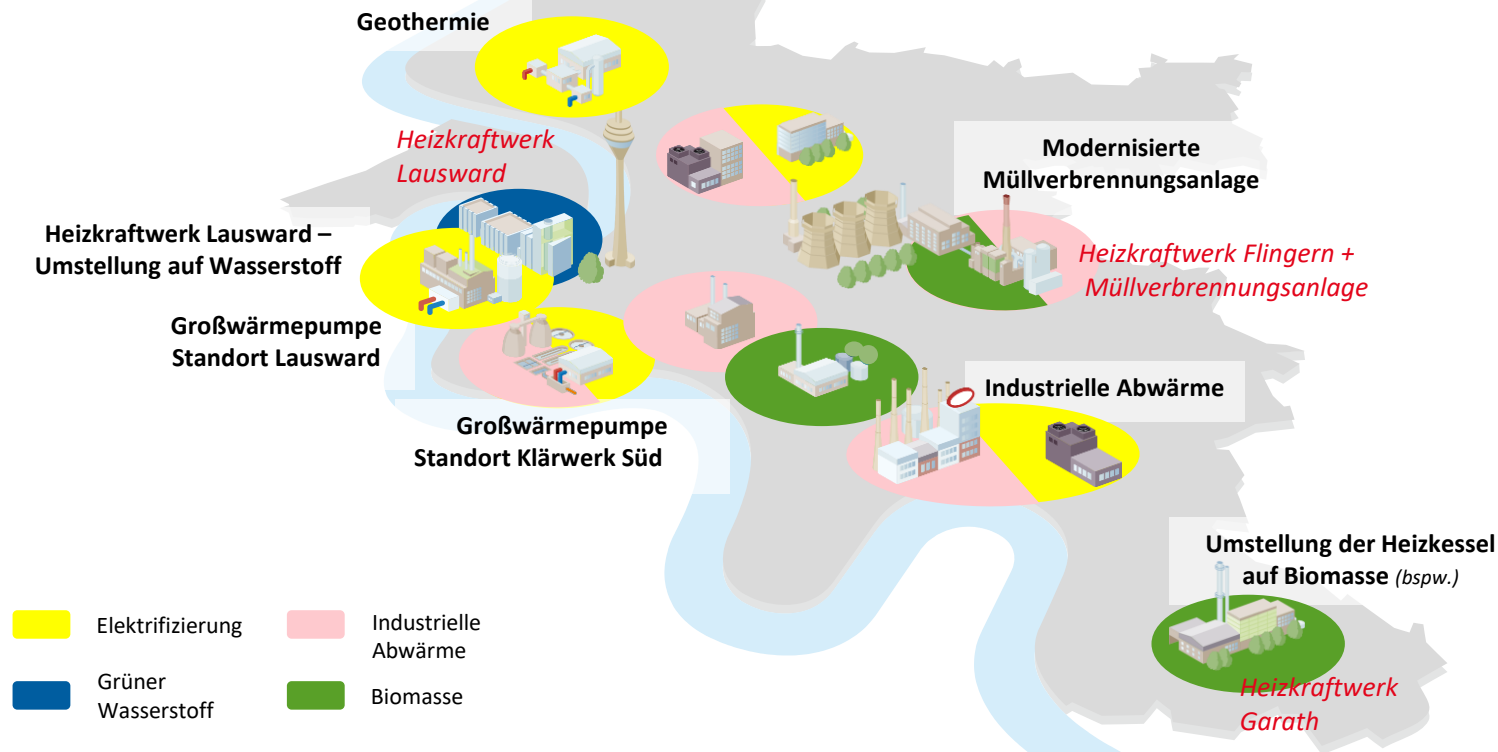 Geothermie
Heizkraftwerk
Lausward
Modernisierte
Müllverbrennungsanlage
Heizkraftwerk Lausward –
Umstellung auf Wasserstoff
Heizkraftwerk Flingern +
Müllverbrennungsanlage
Großwärmepumpe
Standort Lausward
Industrielle Abwärme
Großwärmepumpe
Standort Klärwerk Süd
Umstellung der Heizkessel
auf Biomasse (bspw.)
Heizkraftwerk
Garath
Elektrifizierung
Industrielle
Abwärme
Grüner
Wasserstoff
Biomasse